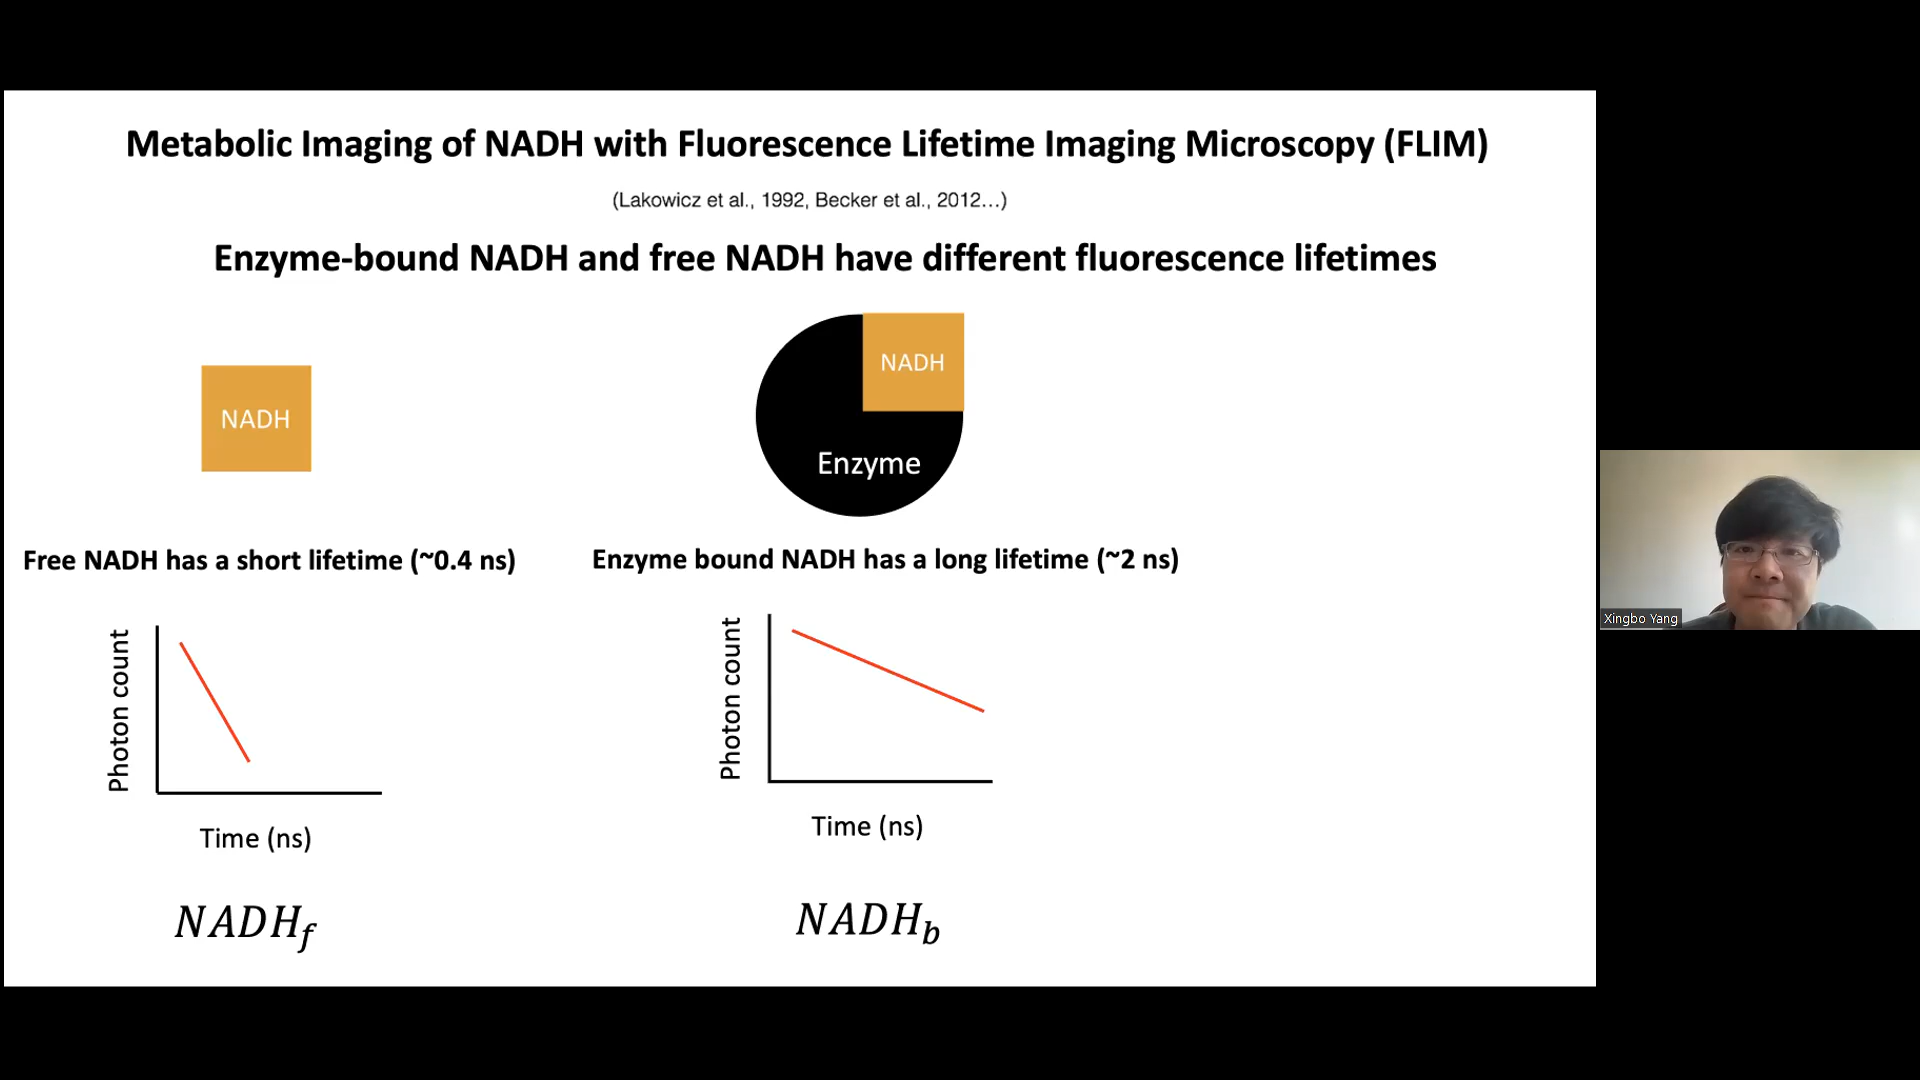 Metabolic Imaging of NADH with Fluorescence Lifetime Imaging Microscopy (FLIM)
(Lakowicz et al., 1992, Becker et al., 2012...)
Enzyme-bound NADH and free NADH have different fluorescence lifetimes
NADH
NADH
Enzyme
Free NADH has a short lifetime (~0.4 ns)
Enzyme bound NADH has a long lifetime (~2 ns)
Photon count
Time (ns)
Photon count
Time (ns)
NADH_f
NADH_b
Xingbo Yang